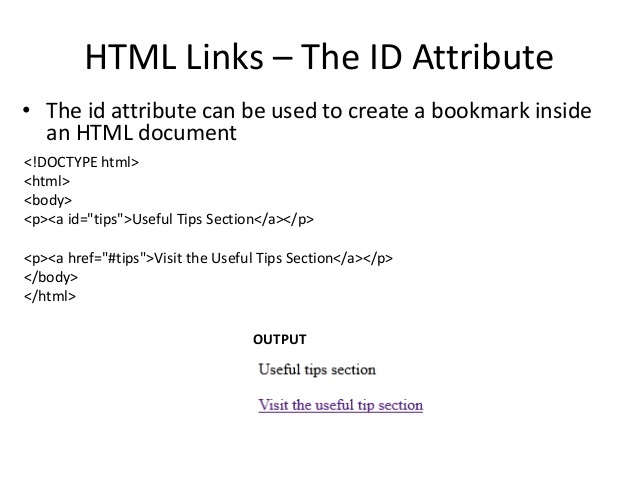 HTML Links – The ID Attribute
• The id attribute can be used to create a bookmark inside
an HTML document
<!DOCTYPE html>
<html>
<body>
<p><a id="tips">Useful Tips Section</a></p>
<p><a href="#tips">Visit the Useful Tips Section</a></p>
</body>
</html>
OUTPUT
Useful tips section
Visit the useful tip section